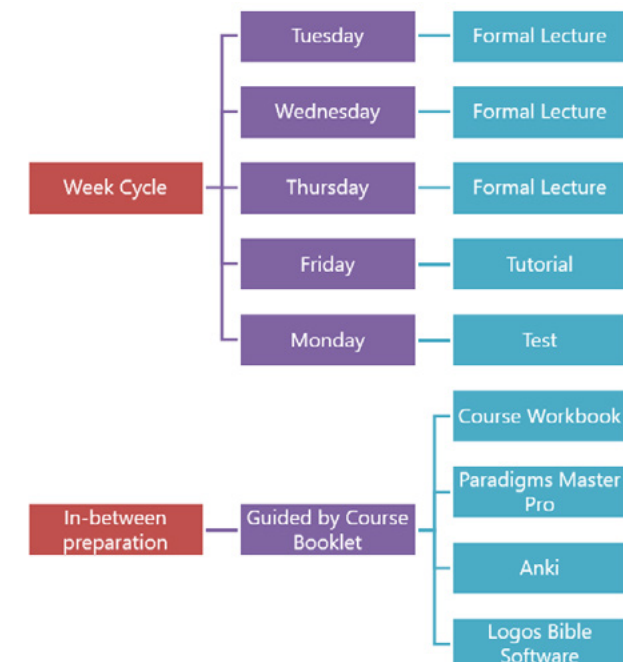 Tuesday
Formal Lecture
Wednesday
Formal Lecture
Week Cycle
Thursday
Formal Lecture
Friday
Tutorial
Monday
Test
Course Workbook
Paradigms Master
Pro
In-between
preparation
Guided by Course
Booklet
Anki
Logos Bible
Software